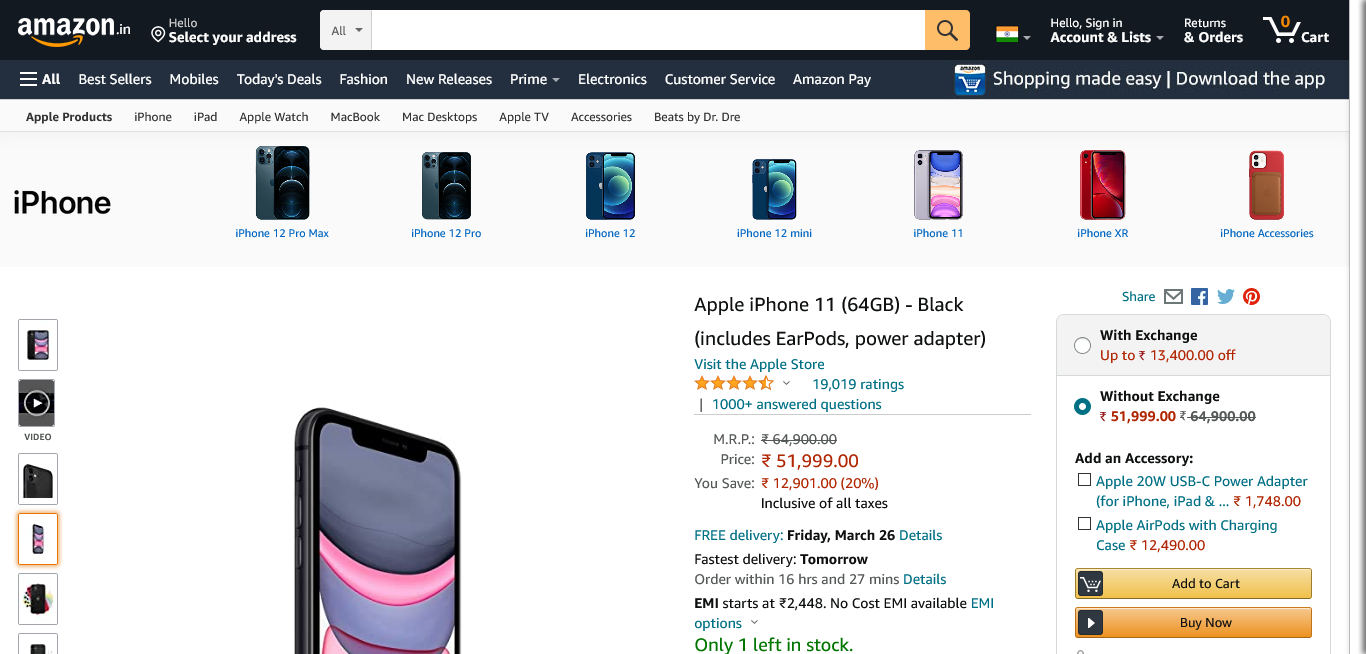 amazon.in
Hello
Select your address
All
Hello, Sign in
Account & Lists
Returns
& Orders
0
Cart
All
Best Sellers
Mobiles
Today's Deals
Fashion
New Releases
Prime
Electronics
Customer Service
Amazon Pay
amazon
Shopping made easy | Download the app
Apple Products
iPhone
iPad
Apple Watch
MacBook
Mac Desktops
Apple TV
Accessories
Beats by Dr. Dre
iPhone
iPhone 12 Pro Max
iPhone 12 Pro
iPhone 12
iPhone 12 mini
iPhone 11
iPhone XR
iPhone Accessories
VIDEO
Apple iPhone 11 (64GB) - Black
(includes EarPods, power adapter)
Visit the Apple Store
19,019 ratings
| 1000+ answered questions
M.R.P.: ₹ 64,900.00
Price: ₹ 51,999.00
You Save: ₹ 12,901.00 (20%)
Inclusive of all taxes
FREE delivery: Friday, March 26 Details
Fastest delivery: Tomorrow
Order within 16 hrs and 27 mins Details
EMI starts at ₹2,448. No Cost EMI available EMI
options
Only 1 left in stock.
Share
With Exchange
Up to ₹ 13,400.00 off
Without Exchange
₹ 51,999.00 ₹ 64,900.00
Add an Accessory:
Apple 20W USB-C Power Adapter
(for iPhone, iPad & ... ₹ 1,748.00
Apple AirPods with Charging
Case ₹ 12,490.00
Add to Cart
Buy Now